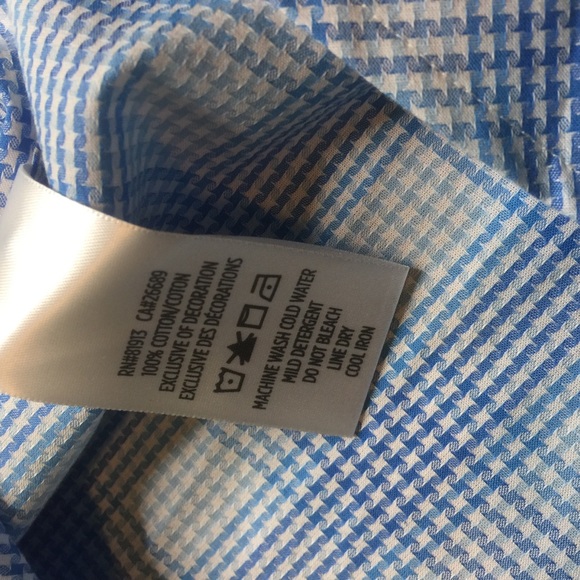 RN#81913 CA#26689
100% COTTON/COTON
EXCLUSIVE OF DECORATION
EXCLUSIVE DES DÉCORATIONS
MACHINE WASH COLD WATER
MILD DETERGENT
DO NOT BLEACH
LINE DRY
COOL IRON